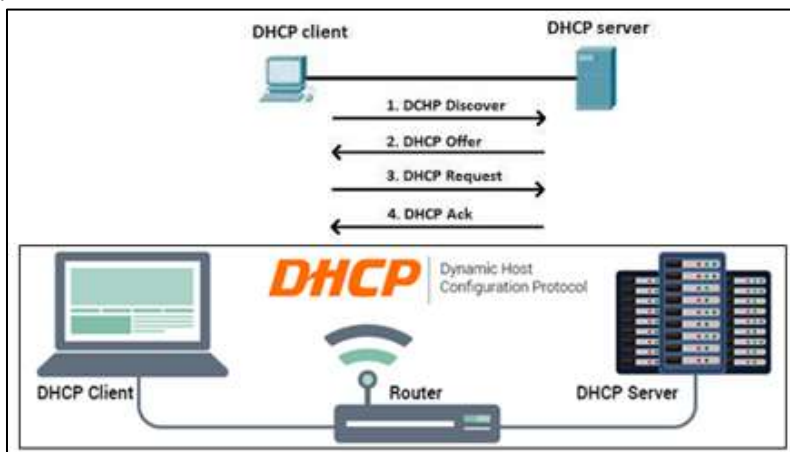 DHCP client
DHCP server
1. DCHP Discover
2. DHCP Offer
3. DHCP Request
4. DHCP Ack
DHCP
Dynamic Host
Configuration Protocol
DHCP Client
Router
DHCP Server